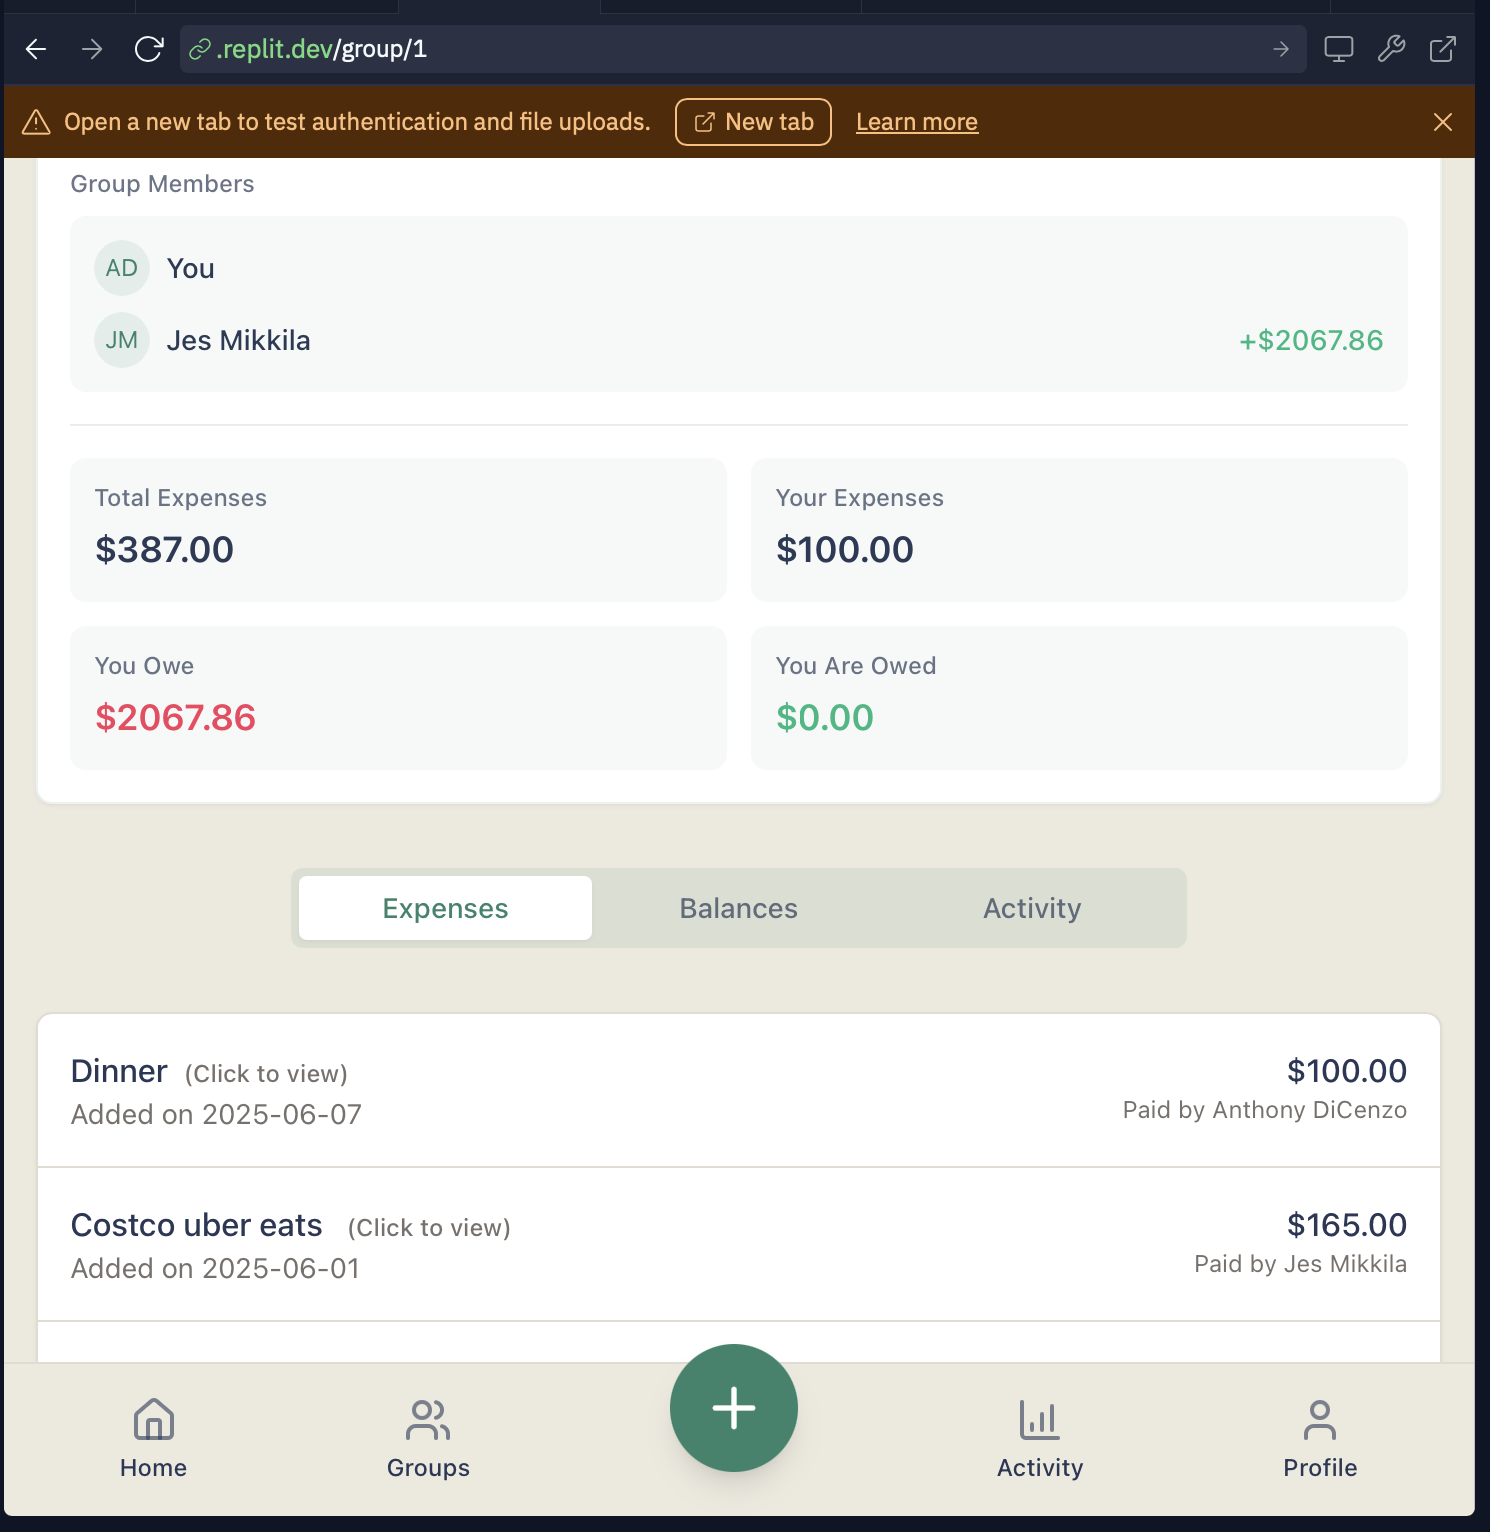 .replit.dev/group/1
Open a new tab to test authentication and file uploads. New tab Learn more
Group Members
AD You
JM Jes Mikkila +$2067.86
Total Expenses
$387.00
Your Expenses
$100.00
You Owe
$2067.86
You Are Owed
$0.00
Expenses Balances Activity
Dinner (Click to view) $100.00
Added on 2025-06-07 Paid by Anthony DiCenzo
Costco uber eats (Click to view) $165.00
Added on 2025-06-01 Paid by Jes Mikkila
Home Groups Activity Profile